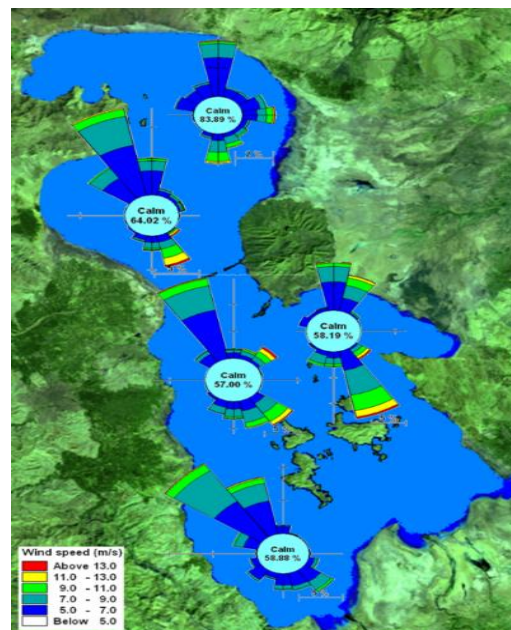 Calm
83.89 %
Calm
64.02 %
Calm
58.19 %
Calm
57.00 %
Calm
58.88 %
Wind speed (m/s)
Above 13.0
11.0 - 13.0
9.0 - 11.0
7.0 - 9.0
5.0 - 7.0
Below 5.0